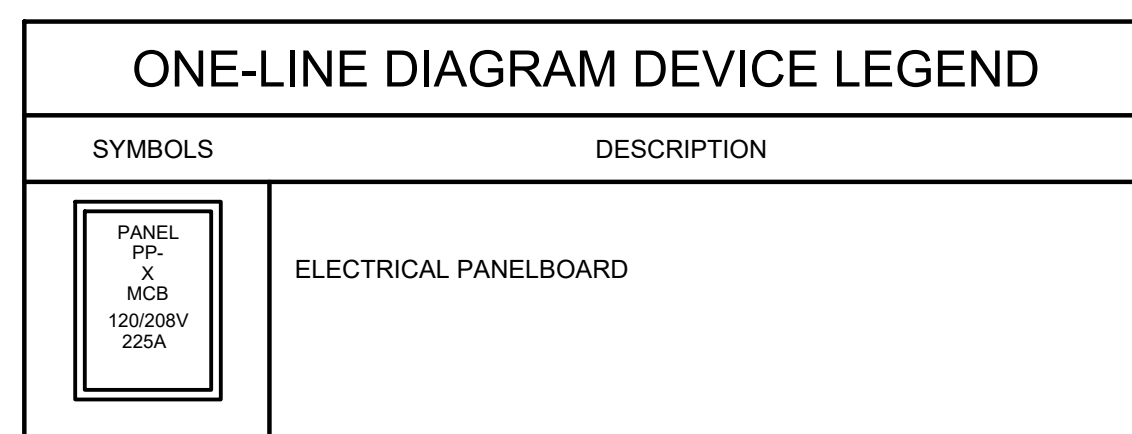 ONE-LINE DIAGRAM DEVICE LEGEND
SYMBOLS
DESCRIPTION
PANEL
PP-
X
MCB
120/208V
225A
ELECTRICAL PANELBOARD